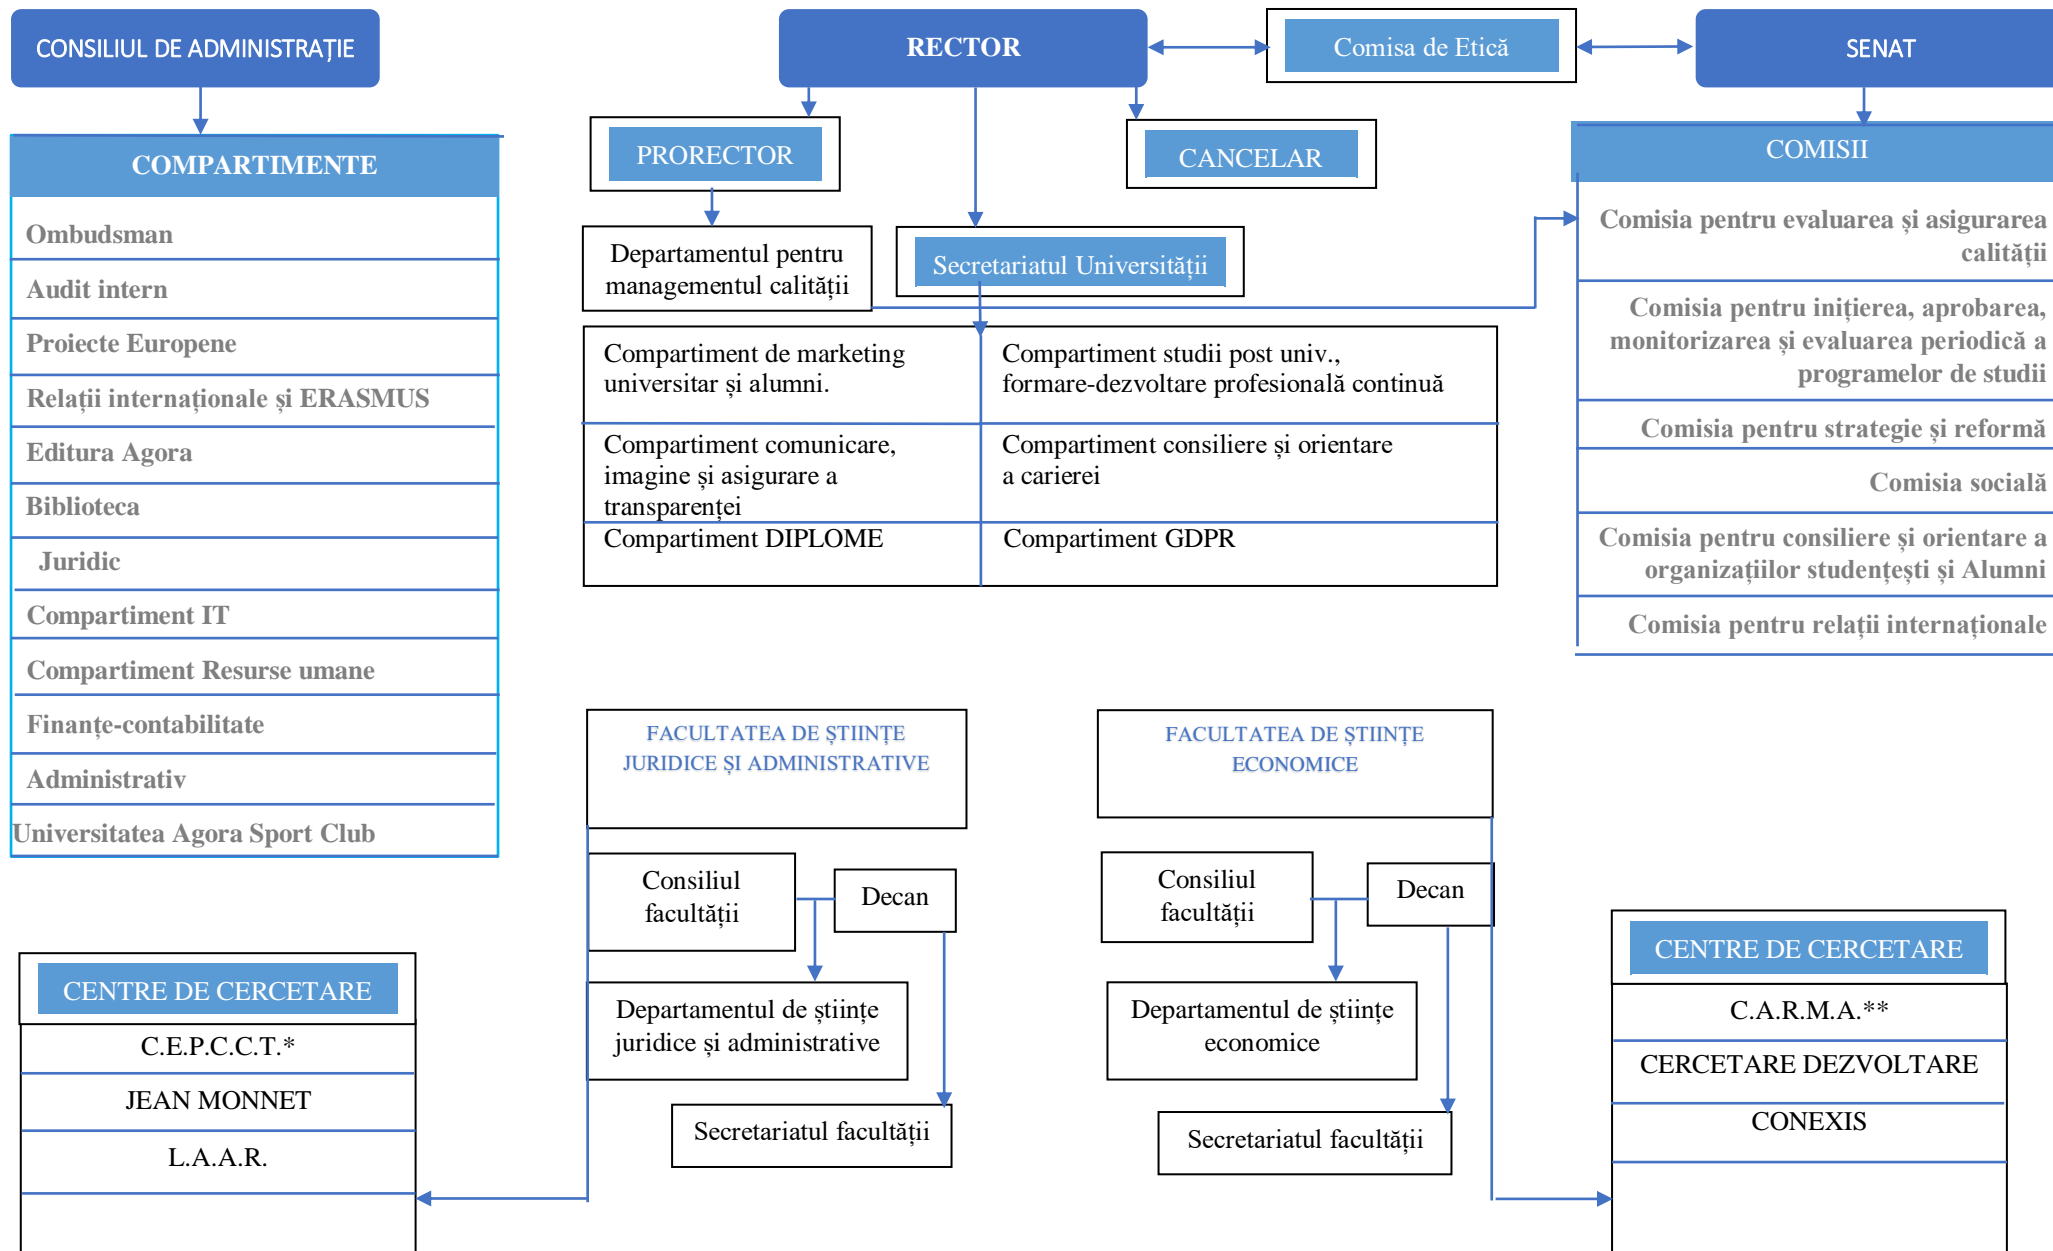 CONSILIUL DE ADMINISTRAȚIE
RECTOR
Comisa de Etică
SENAT
COMPARTIMENTE
Ombudsman
Audit intern
Proiecte Europene
Relații internaționale și ERASMUS
Editura Agora
Biblioteca
Juridic
Compartiment IT
Compartiment Resurse umane
Finanțe-contabilitate
Administrativ
Universitatea Agora Sport Club
PRORECTOR
CANCELAR
Departamentul pentru
managementul calității
Secretariatul Universității
Compartiment de marketing
universitar și alumni.
Compartiment studii post univ.,
formare-dezvoltare profesională continuă
Compartiment comunicare,
imagine și asigurare a
transparenței
Compartiment consiliere și orientare
a carierei
Compartiment DIPLOME
Compartiment GDPR
COMISII
Comisia pentru evaluarea și asigurarea
calității
Comisia pentru inițierea, aprobarea,
monitorizarea și evaluarea periodică a
programelor de studii
Comisia pentru strategie și reformă
Comisia socială
Comisia pentru consiliere și orientare a
organizațiilor studențești și Alumni
Comisia pentru relații internaționale
FACULTATEA DE ȘTIINȚE
JURIDICE ȘI ADMINISTRATIVE
Consiliul
facultății
Decan
Departamentul de științe
juridice și administrative
Secretariatul facultății
FACULTATEA DE ȘTIINȚE
ECONOMICE
Consiliul
facultății
Decan
Departamentul de științe
economice
Secretariatul facultății
CENTRE DE CERCETARE
C.E.P.C.C.T.*
JEAN MONNET
L.A.A.R.
CENTRE DE CERCETARE
C.A.R.M.A.**
CERCETARE DEZVOLTARE
CONEXIS